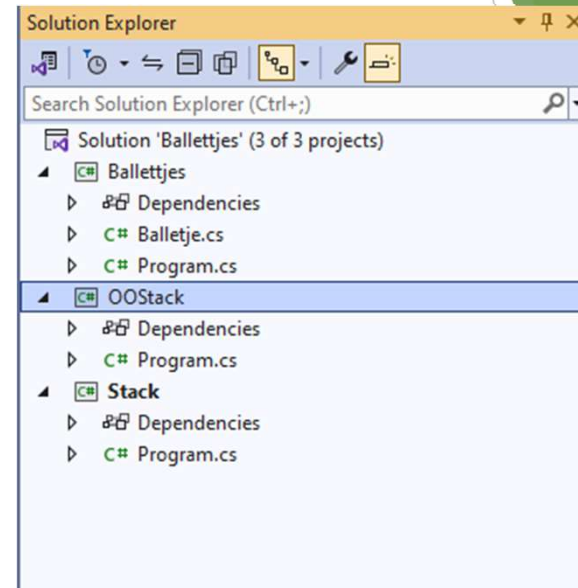 Solution Explorer
Search Solution Explorer (Ctrl+;)
Solution 'Ballettjes' (3 of 3 projects)
C# Ballettjes
Dependencies
C# Balletje.cs
C# Program.cs
C# OOStack
Dependencies
C# Program.cs
C# Stack
Dependencies
C# Program.cs